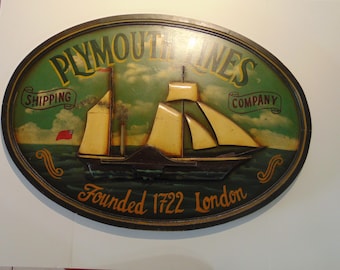 PLYMOUTH LINES
SHIPPING COMPANY
Founded 1722 London